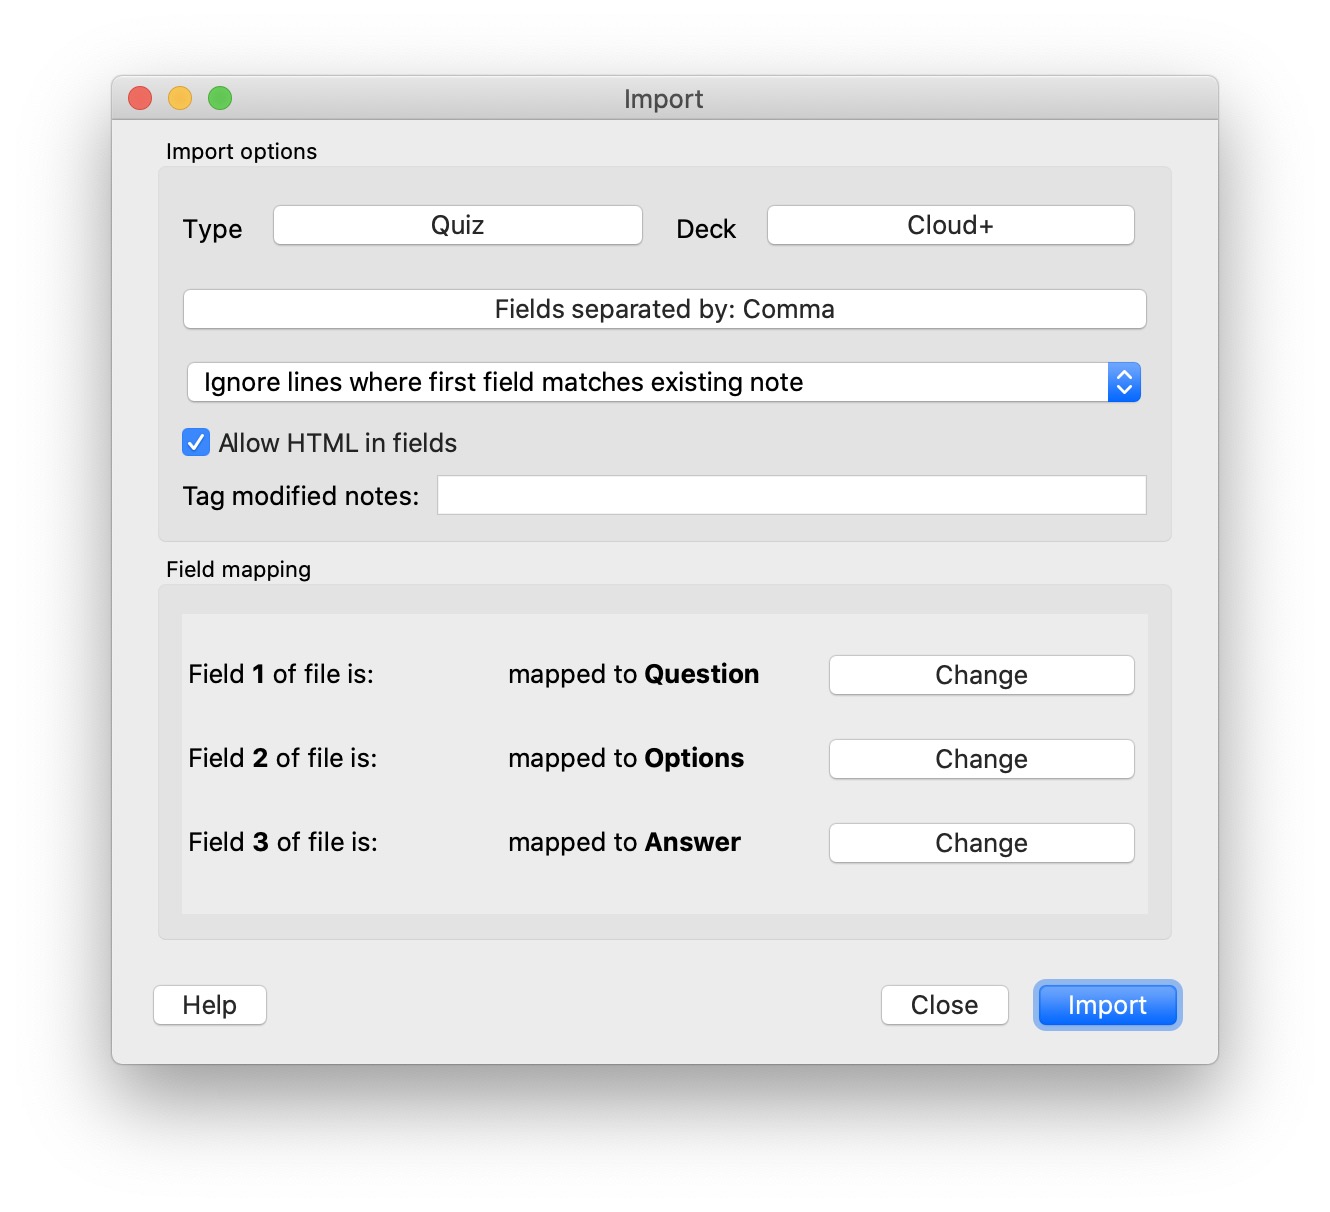 Import
Import options
Type Quiz Deck Cloud+
Fields separated by: Comma
Ignore lines where first field matches existing note
Allow HTML in fields
Tag modified notes:
Field mapping
Field 1 of file is: mapped to Question Change
Field 2 of file is: mapped to Options Change
Field 3 of file is: mapped to Answer Change
Help Close Import